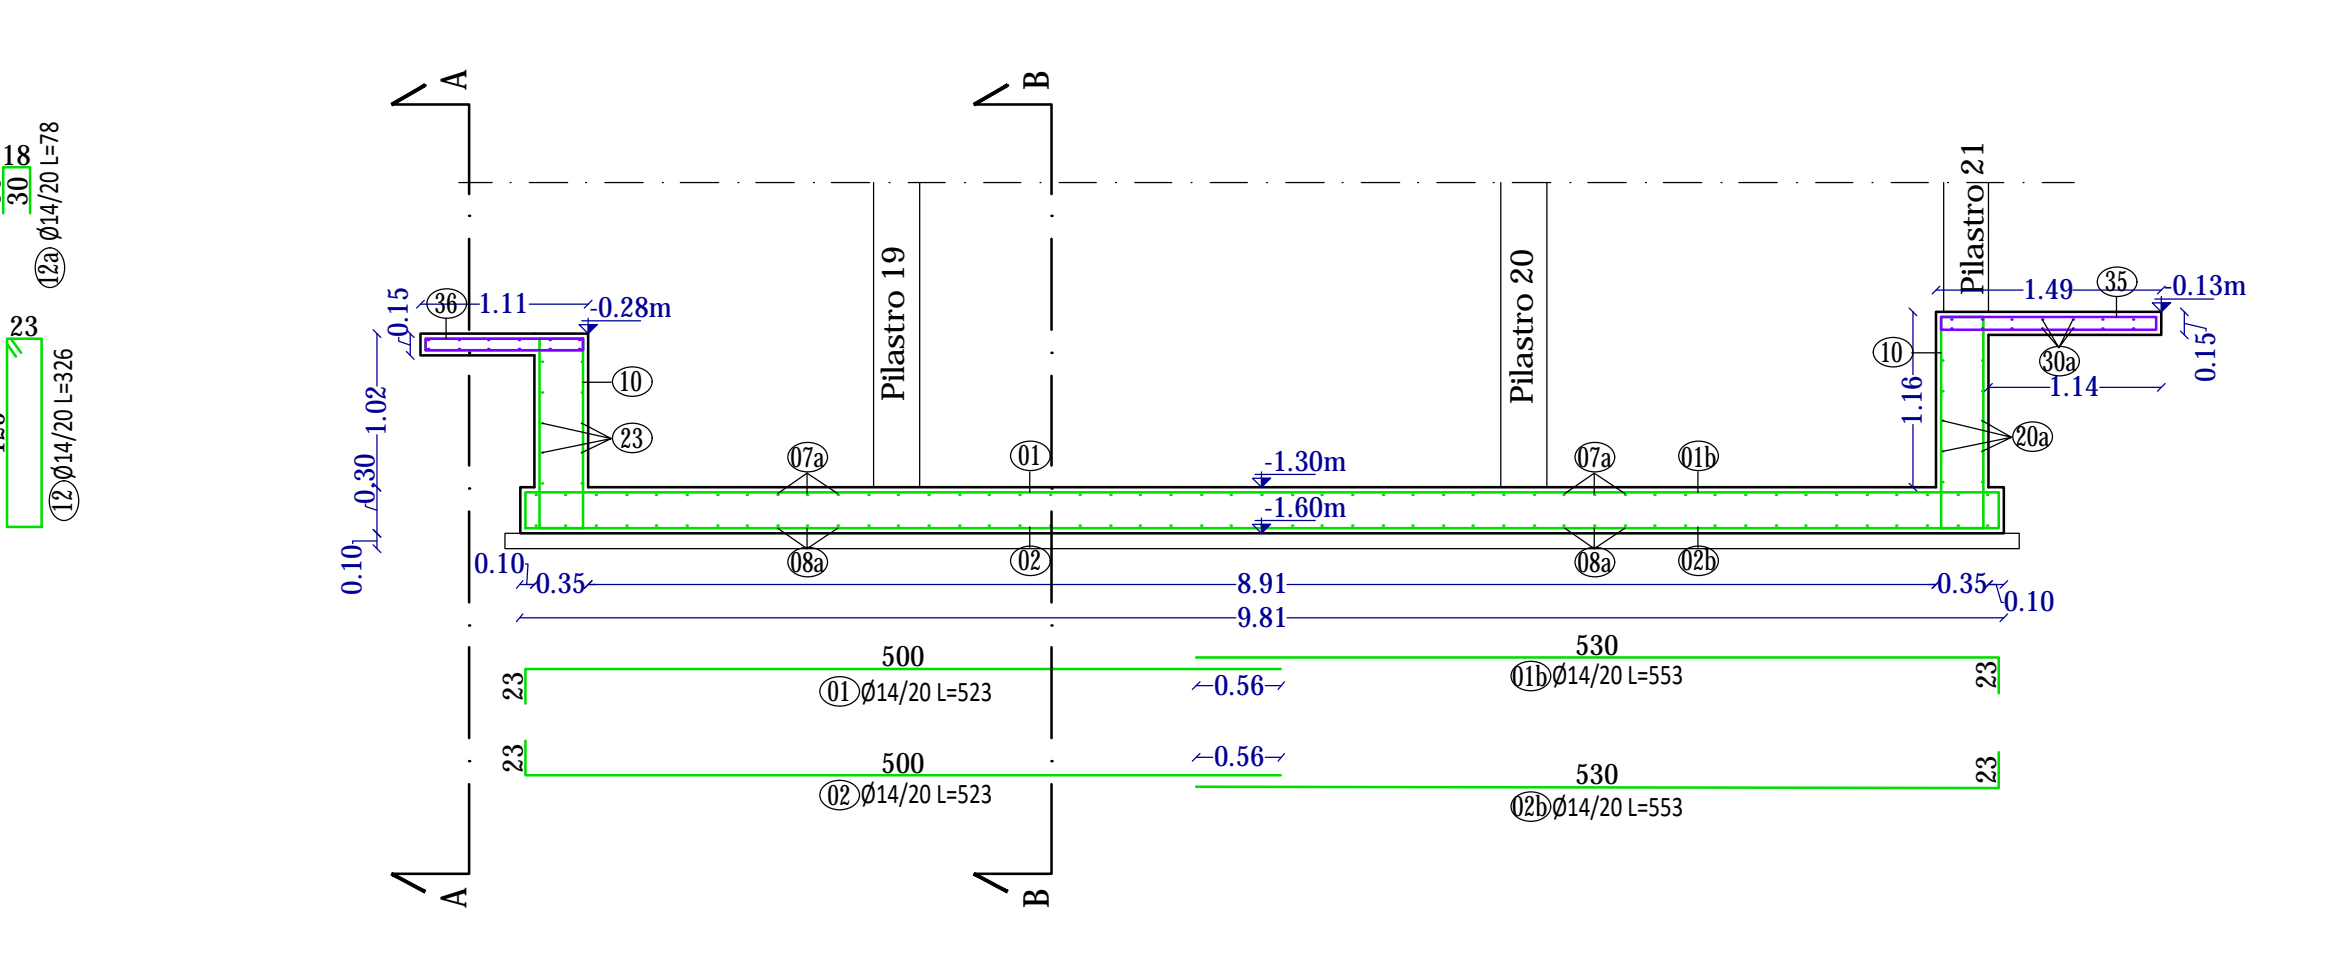 A
B
18
30
12a Ø14/20 L=78
23
12 Ø14/20 L=326
Pilastro 19
Pilastro 20
Pilastro 21
36
1.11
-0.28m
0.15
1.49
35
-0.13m
0.15
10
10
30a
1.14
1.02
1.16
23
20a
0,30
07a
01
-1.30m
07a
01b
-1.60m
0.10
0.10
08a
02
08a
02b
0.35
8.91
0.35
0.10
9.81
500
530
23
01 Ø14/20 L=523
0.56
01b Ø14/20 L=553
23
23
500
0.56
530
23
02 Ø14/20 L=523
02b Ø14/20 L=553
A
B